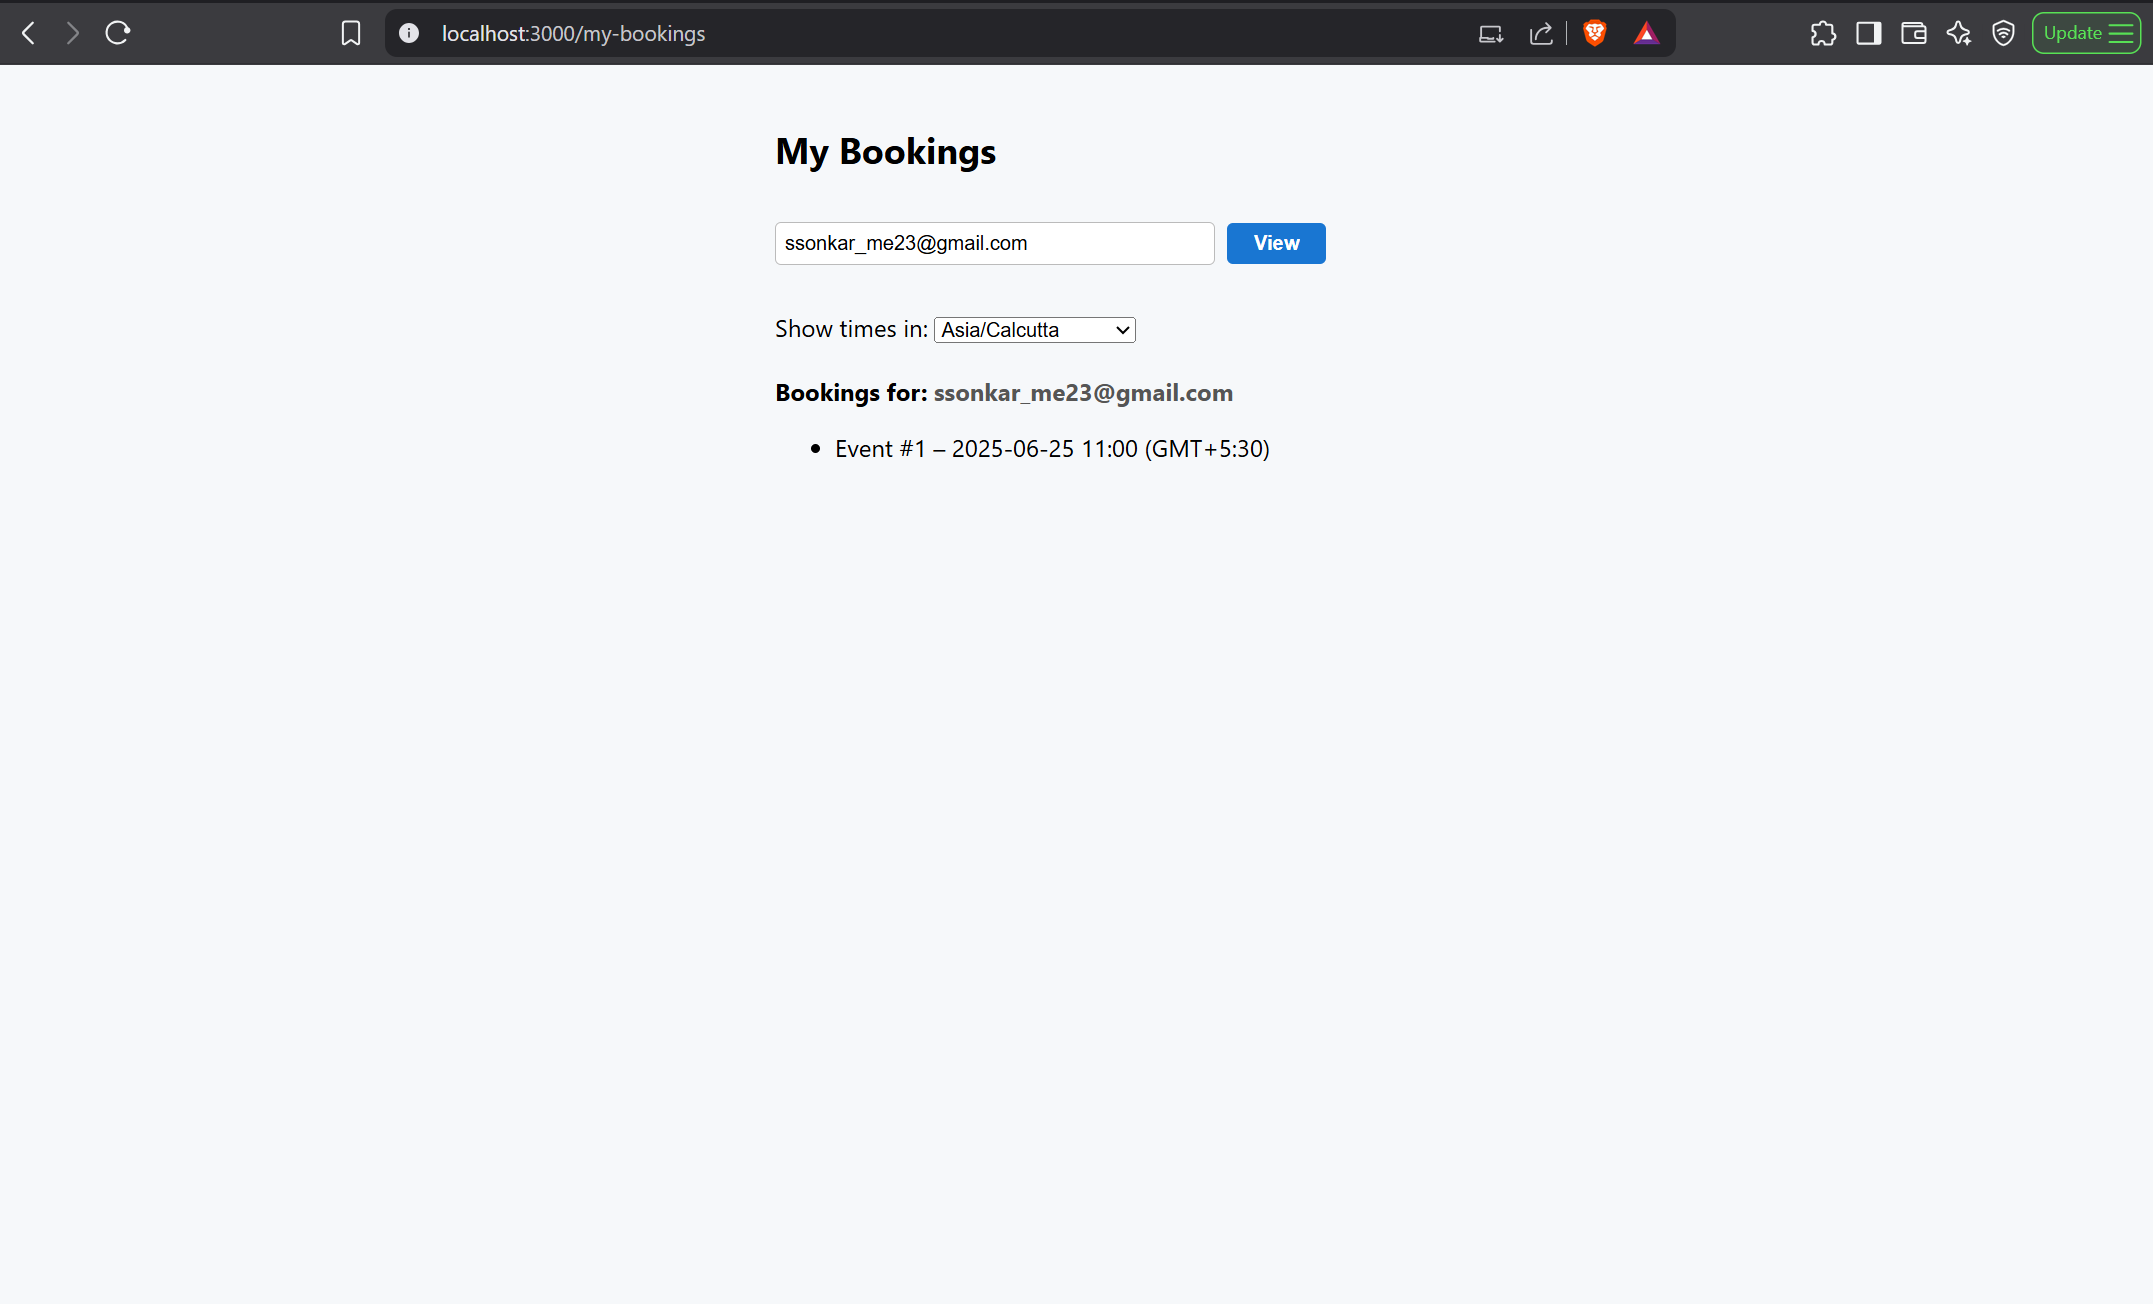 localhost:3000/my-bookings
Update
My Bookings
ssonkar_me23@gmail.com
View
Show times in: Asia/Calcutta
Bookings for: ssonkar_me23@gmail.com
• Event #1 – 2025-06-25 11:00 (GMT+5:30)